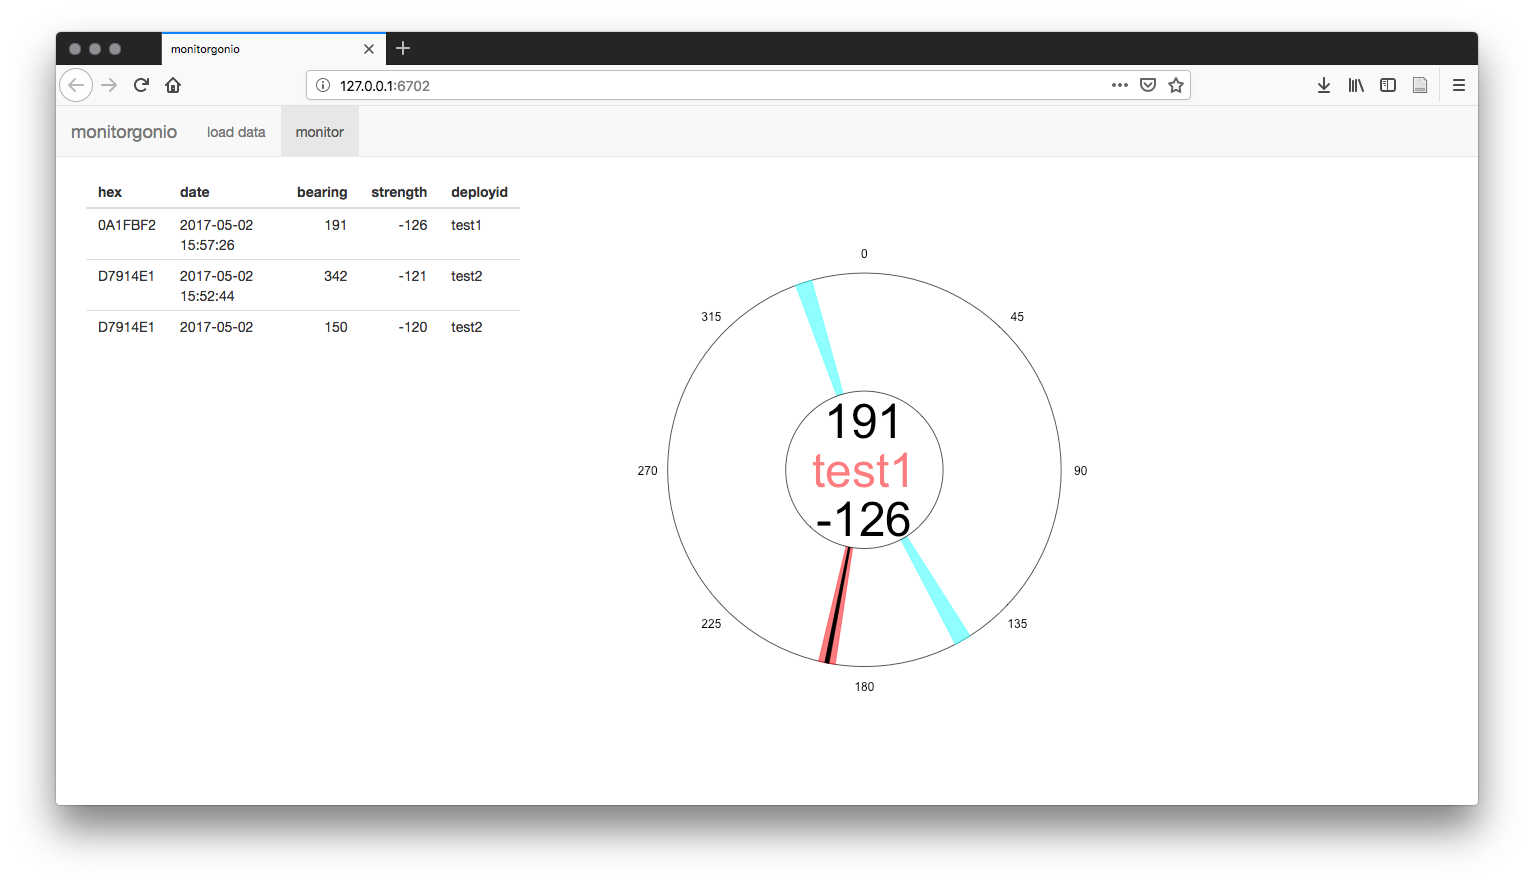 monitorgonio
127.0.0.1:6702
monitorgonio load data monitor
hex date bearing strength deployid
0A1FBF2 2017-05-02 15:57:26 191 -126 test1
D7914E1 2017-05-02 15:52:44 342 -121 test2
D7914E1 2017-05-02 150 -120 test2
0
315 45
191
270 test1 90
-126
225 135
180